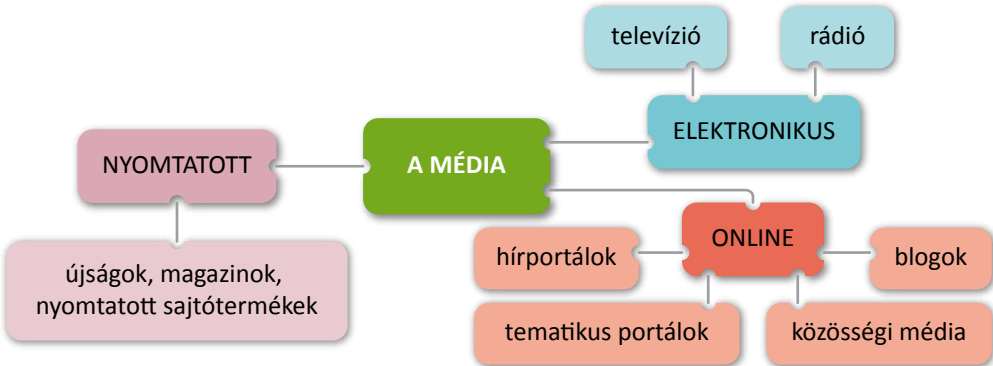 televízió
rádió
ELEKTRONIKUS
NYOMTATOTT
A MÉDIA
ONLINE
hírportálok
blogok
újságok, magazinok,
nyomtatott sajtótermékek
tematikus portálok
közösségi média